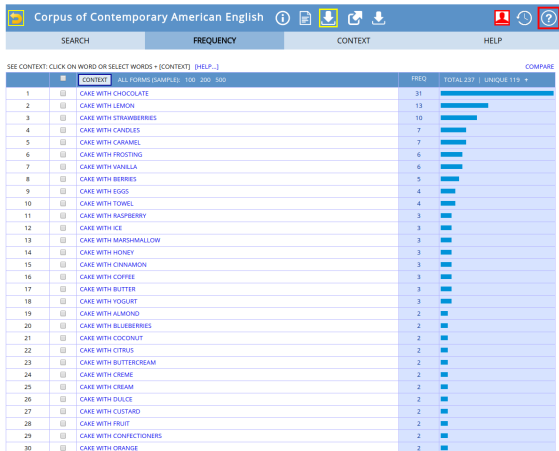 Corpus of Contemporary American English
SEARCH FREQUENCY CONTEXT HELP
SEE CONTEXT: CLICK ON WORD OR SELECT WORDS + [CONTEXT] [HELP...] COMPARE
CONTEXT ALL FORMS (SAMPLE): 100 200 500 FREQ TOTAL 237 | UNIQUE 119 +
1 CAKE WITH CHOCOLATE 31
2 CAKE WITH LEMON 13
3 CAKE WITH STRAWBERRIES 10
4 CAKE WITH CANDLES 7
5 CAKE WITH CARAMEL 7
6 CAKE WITH FROSTING 6
7 CAKE WITH VANILLA 6
8 CAKE WITH BERRIES 5
9 CAKE WITH EGGS 4
10 CAKE WITH TOWEL 4
11 CAKE WITH RASPBERRY 3
12 CAKE WITH ICE 3
13 CAKE WITH MARSHMALLOW 3
14 CAKE WITH HONEY 3
15 CAKE WITH CINNAMON 3
16 CAKE WITH COFFEE 3
17 CAKE WITH BUTTER 3
18 CAKE WITH YOGURT 3
19 CAKE WITH ALMOND 2
20 CAKE WITH BLUEBERRIES 2
21 CAKE WITH COCONUT 2
22 CAKE WITH CITRUS 2
23 CAKE WITH BUTTERCREAM 2
24 CAKE WITH CREME 2
25 CAKE WITH CREAM 2
26 CAKE WITH DULCE 2
27 CAKE WITH CUSTARD 2
28 CAKE WITH FRUIT 2
29 CAKE WITH CONFECTIONERS 2
30 CAKE WITH ORANGE 2